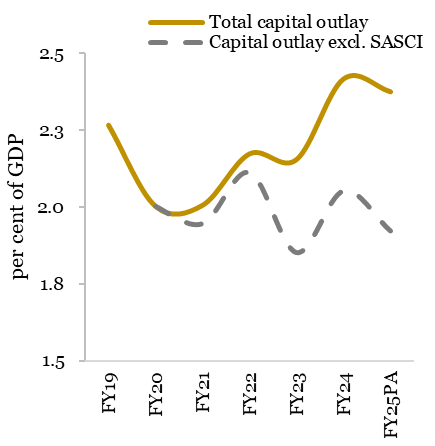 Total capital outlay
Capital outlay excl. SASCI
per cent of GDP
2.5
2.3
2.0
1.8
1.5
FY19
FY20
FY21
FY22
FY23
FY24
FY25PA